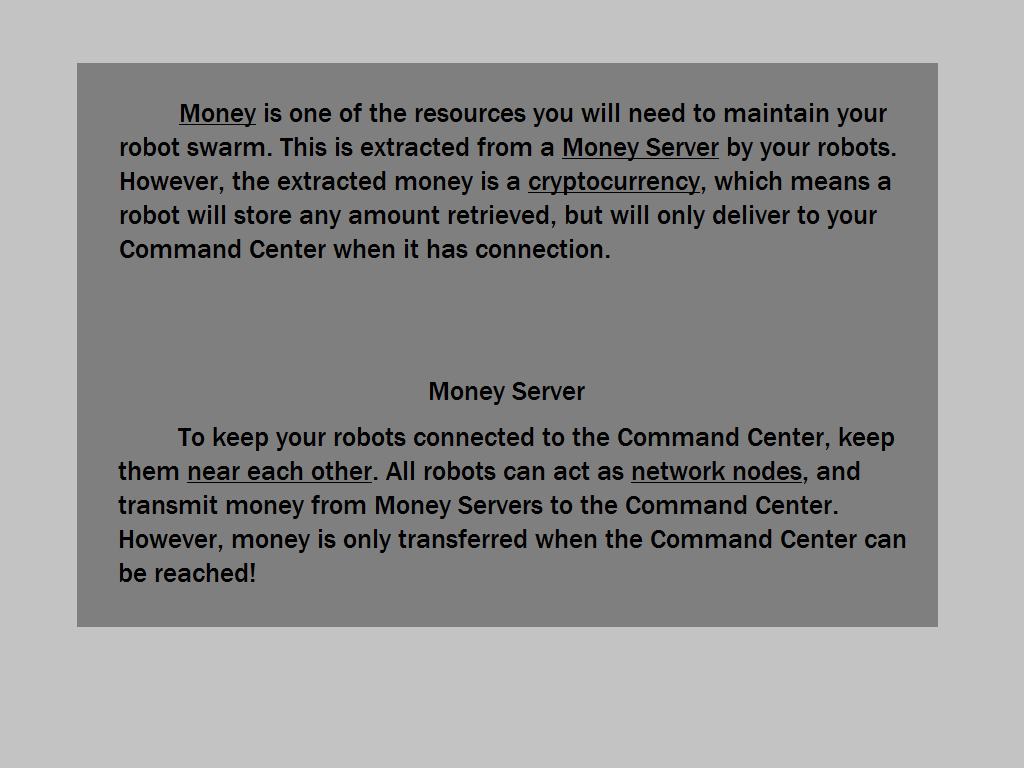 Money is one of the resources you will need to maintain your
robot swarm. This is extracted from a Money Server by your robots.
However, the extracted money is a cryptocurrency, which means a
robot will store any amount retrieved, but will only deliver to your
Command Center when it has connection.
Money Server
To keep your robots connected to the Command Center, keep
them near each other. All robots can act as network nodes, and
transmit money from Money Servers to the Command Center.
However, money is only transferred when the Command Center can
be reached!